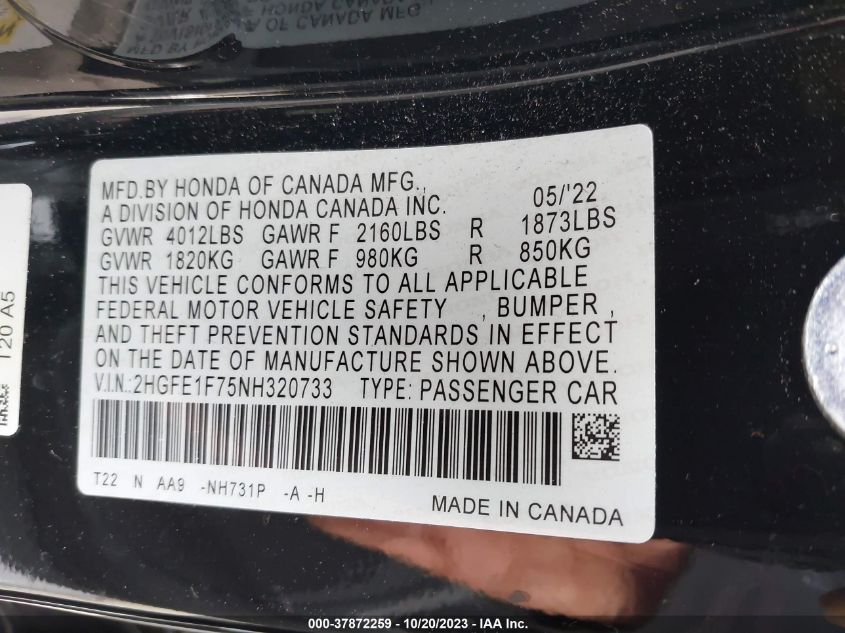 MFD.BY HONDA OF CANADA MFG.,
A DIVISION OF HONDA CANADA INC. 05/'22
GVWR 4012LBS GAWR F 2160LBS R 1873LBS
GVWR 1820KG GAWR F 980KG R 850KG
THIS VEHICLE CONFORMS TO ALL APPLICABLE
FEDERAL MOTOR VEHICLE SAFETY , BUMPER ,
AND THEFT PREVENTION STANDARDS IN EFFECT
ON THE DATE OF MANUFACTURE SHOWN ABOVE.
V.I.N.:2HGFE1F75NH320733 TYPE: PASSENGER CAR
T22 N AA9 -NH731P -A -H
MADE IN CANADA
T20 A5
000-37872259 | 10/20/2023 - IAA Inc.